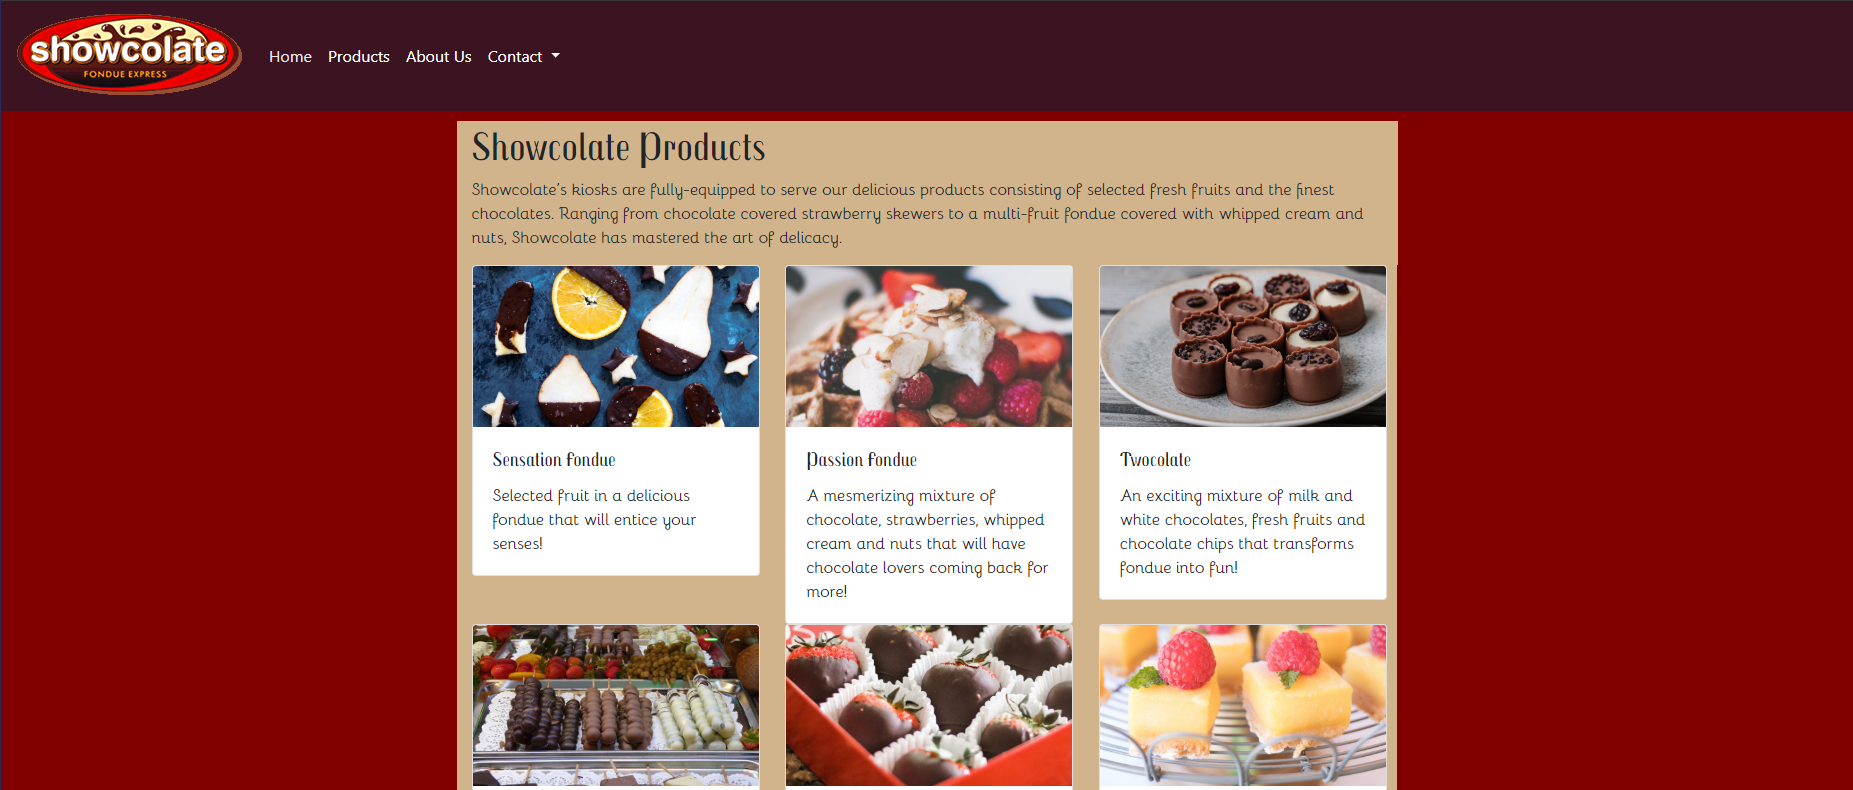 showcolate
FONDUE EXPRESS
Home Products About Us Contact
Showcolate Products
Showcolate's kiosks are fully-equipped to serve our delicious products consisting of selected fresh fruits and the finest
chocolates. Ranging from chocolate covered strawberry skewers to a multi-fruit fondue covered with whipped cream and
nuts, Showcolate has mastered the art of delicacy.
Sensation Fondue
Selected fruit in a delicious
fondue that will entice your
senses!
Passion Fondue
A mesmerizing mixture of
chocolate, strawberries, whipped
cream and nuts that will have
chocolate lovers coming back for
more!
Twocolate
An exciting mixture of milk and
white chocolates, fresh fruits and
chocolate chips that transforms
fondue into fun!